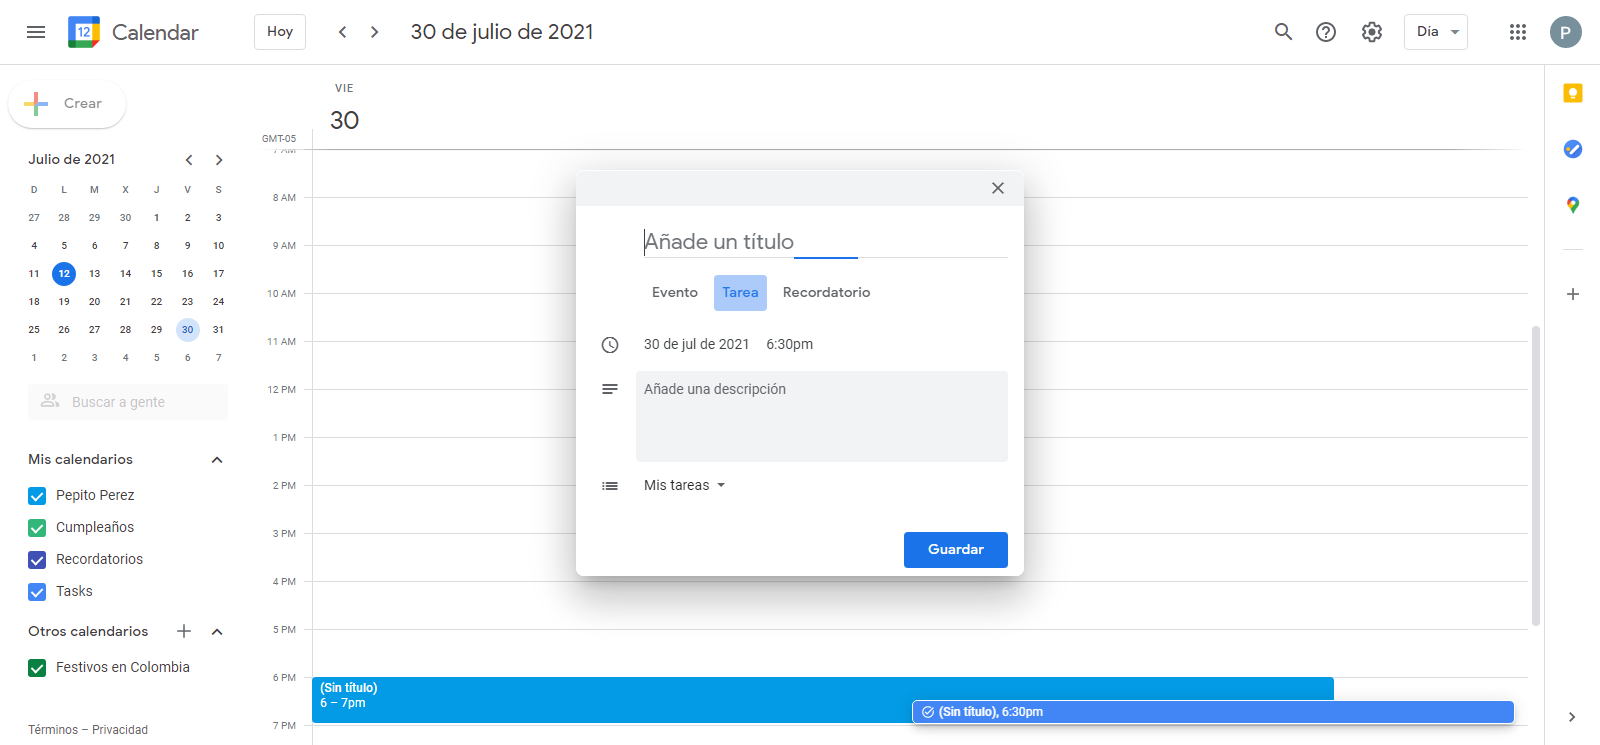 12
Calendar
Hoy
30 de julio de 2021
Día
P
Crear
Julio de 2021
D L M X J V S
27 28 29 30 1 2 3
4 5 6 7 8 9 10
11 12 13 14 15 16 17
18 19 20 21 22 23 24
25 26 27 28 29 30 31
1 2 3 4 5 6 7
Buscar a gente
Mis calendarios
Pepito Perez
Cumpleaños
Recordatorios
Tasks
Otros calendarios
Festivos en Colombia
Términos – Privacidad
VIE
30
GMT-05
7 AM
8 AM
9 AM
10 AM
11 AM
12 PM
1 PM
2 PM
3 PM
4 PM
5 PM
6 PM
7 PM
Añade un título
Evento Tarea Recordatorio
30 de jul de 2021 6:30pm
Añade una descripción
Mis tareas
Guardar
(Sin título)
6 – 7pm
(Sin título), 6:30pm